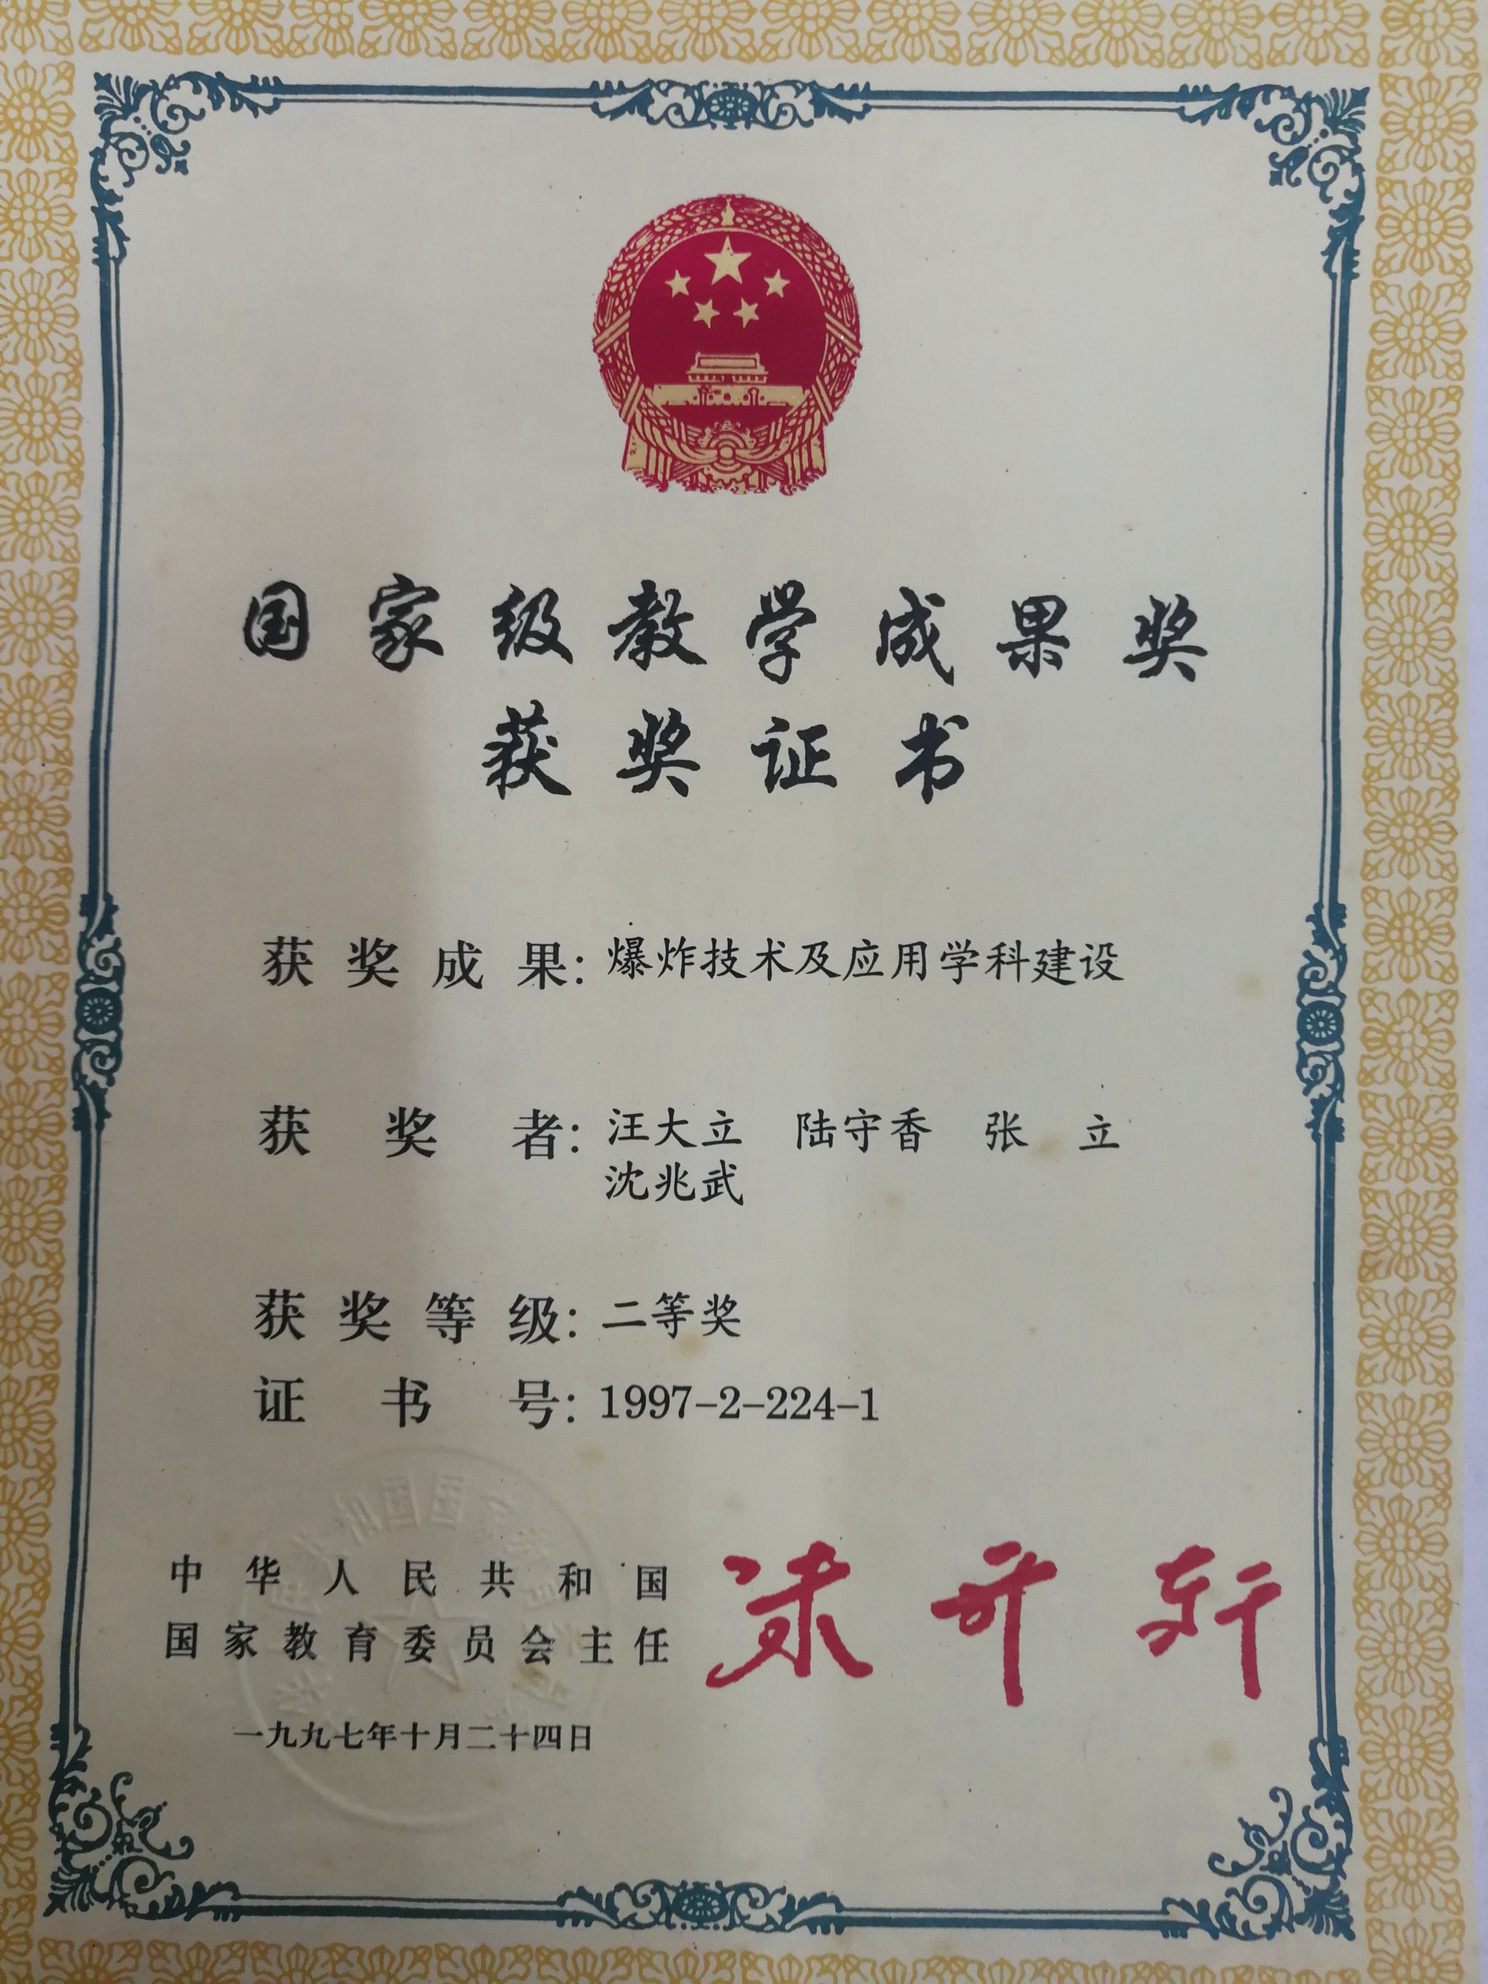 国家级教学成果奖
获奖证书
获奖成果：爆炸技术及应用学科建设
获奖者：汪大立 陆守香 张立
沈兆武
获奖等级：二等奖
证书号：1997-2-224-1
中华人民共和国
国家教育委员会主任
朱开轩
一九九七年十月二十四日